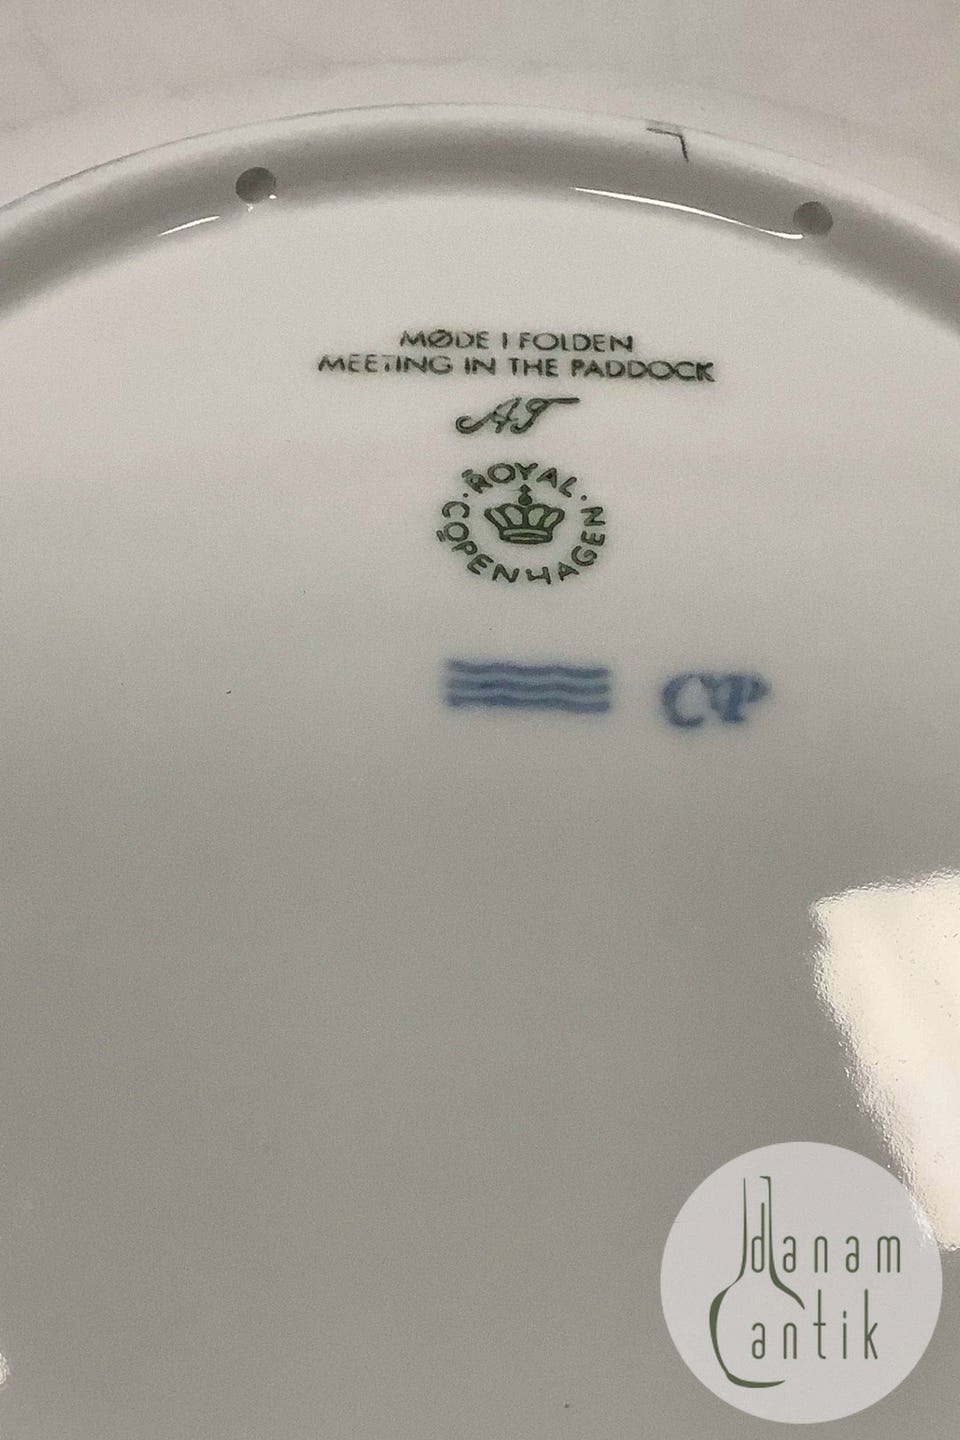 MØDE I FOLDEN
MEETING IN THE PADDOCK
AT
ROYAL COPENHAGEN
CP
danam
antik